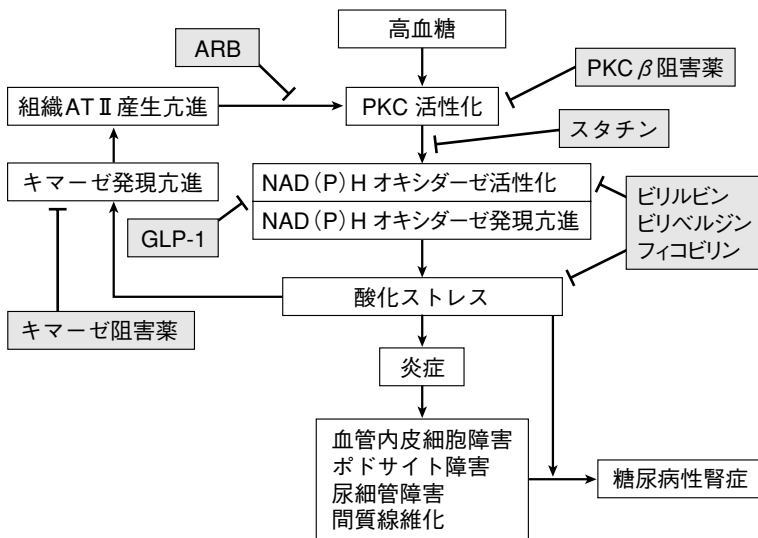 高血糖
ARB
PKCβ阻害薬
組織ATⅡ産生亢進
PKC 活性化
スタチン
キマーゼ発現亢進
NAD(P)H オキシダーゼ活性化
NAD(P)H オキシダーゼ発現亢進
GLP-1
ビリルビン
ビリベルジン
フィコビリン
酸化ストレス
キマーゼ阻害薬
炎症
血管内皮細胞障害
ポドサイト障害
尿細管障害
間質線維化
糖尿病性腎症